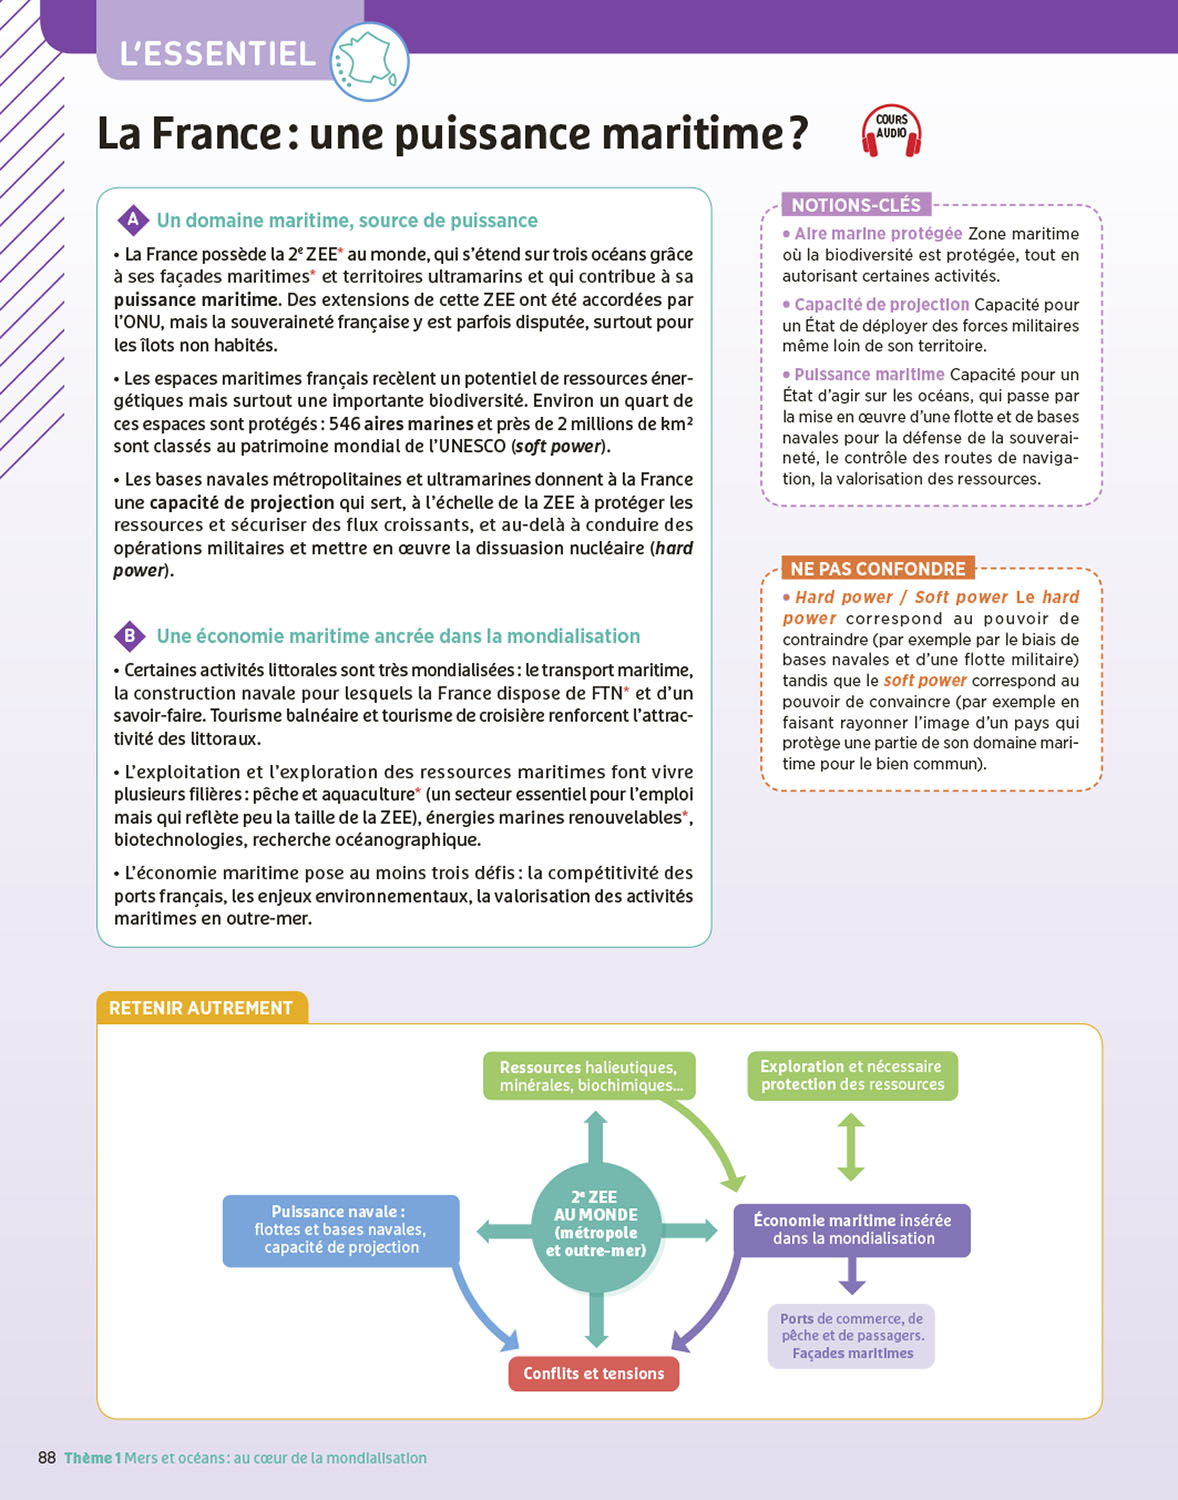 L'ESSENTIEL
La France : une puissance maritime ?
COURS
AUDIO
A Un domaine maritime, source de puissance
• La France possède la 2e ZEE* au monde, qui s'étend sur trois océans grâce
à ses façades maritimes* et territoires ultramarins et qui contribue à sa
puissance maritime. Des extensions de cette ZEE ont été accordées par
l'ONU, mais la souveraineté française y est parfois disputée, surtout pour
les îlots non habités.
• Les espaces maritimes français recèlent un potentiel de ressources éner-
gétiques mais surtout une importante biodiversité. Environ un quart de
ces espaces sont protégés : 546 aires marines et près de 2 millions de km²
sont classés au patrimoine mondial de l'UNESCO (soft power).
• Les bases navales métropolitaines et ultramarines donnent à la France
une capacité de projection qui sert, à l'échelle de la ZEE à protéger les
ressources et sécuriser des flux croissants, et au-delà à conduire des
opérations militaires et mettre en œuvre la dissuasion nucléaire (hard
power).
B Une économie maritime ancrée dans la mondialisation
• Certaines activités littorales sont très mondialisées : le transport maritime,
la construction navale pour lesquels la France dispose de FTN* et d'un
savoir-faire. Tourisme balnéaire et tourisme de croisière renforcent l'attrac-
tivité des littoraux.
• L'exploitation et l'exploration des ressources maritimes font vivre
plusieurs filières : pêche et aquaculture* (un secteur essentiel pour l'emploi
mais qui reflète peu la taille de la ZEE), énergies marines renouvelables*,
biotechnologies, recherche océanographique.
• L'économie maritime pose au moins trois défis : la compétitivité des
ports français, les enjeux environnementaux, la valorisation des activités
maritimes en outre-mer.
NOTIONS-CLÉS
• Aire marine protégée Zone maritime
où la biodiversité est protégée, tout en
autorisant certaines activités.
• Capacité de projection Capacité pour
un État de déployer des forces militaires
même loin de son territoire.
• Puissance maritime Capacité pour un
État d'agir sur les océans, qui passe par
la mise en œuvre d'une flotte et de bases
navales pour la défense de la souverai-
neté, le contrôle des routes de naviga-
tion, la valorisation des ressources.
NE PAS CONFONDRE
• Hard power / Soft power Le hard
power correspond au pouvoir de
contraindre (par exemple par le biais de
bases navales et d'une flotte militaire)
tandis que le soft power correspond au
pouvoir de convaincre (par exemple en
faisant rayonner l'image d'un pays qui
protège une partie de son domaine mari-
time pour le bien commun).
RETENIR AUTREMENT
Ressources halieutiques,
minérales, biochimiques...
Exploration et nécessaire
protection des ressources
Puissance navale :
flottes et bases navales,
capacité de projection
2e ZEE
AU MONDE
(métropole
et outre-mer)
Économie maritime insérée
dans la mondialisation
Ports de commerce, de
pêche et de passagers.
Façades maritimes
Conflits et tensions
88 Thème 1 Mers et océans : au cœur de la mondialisation